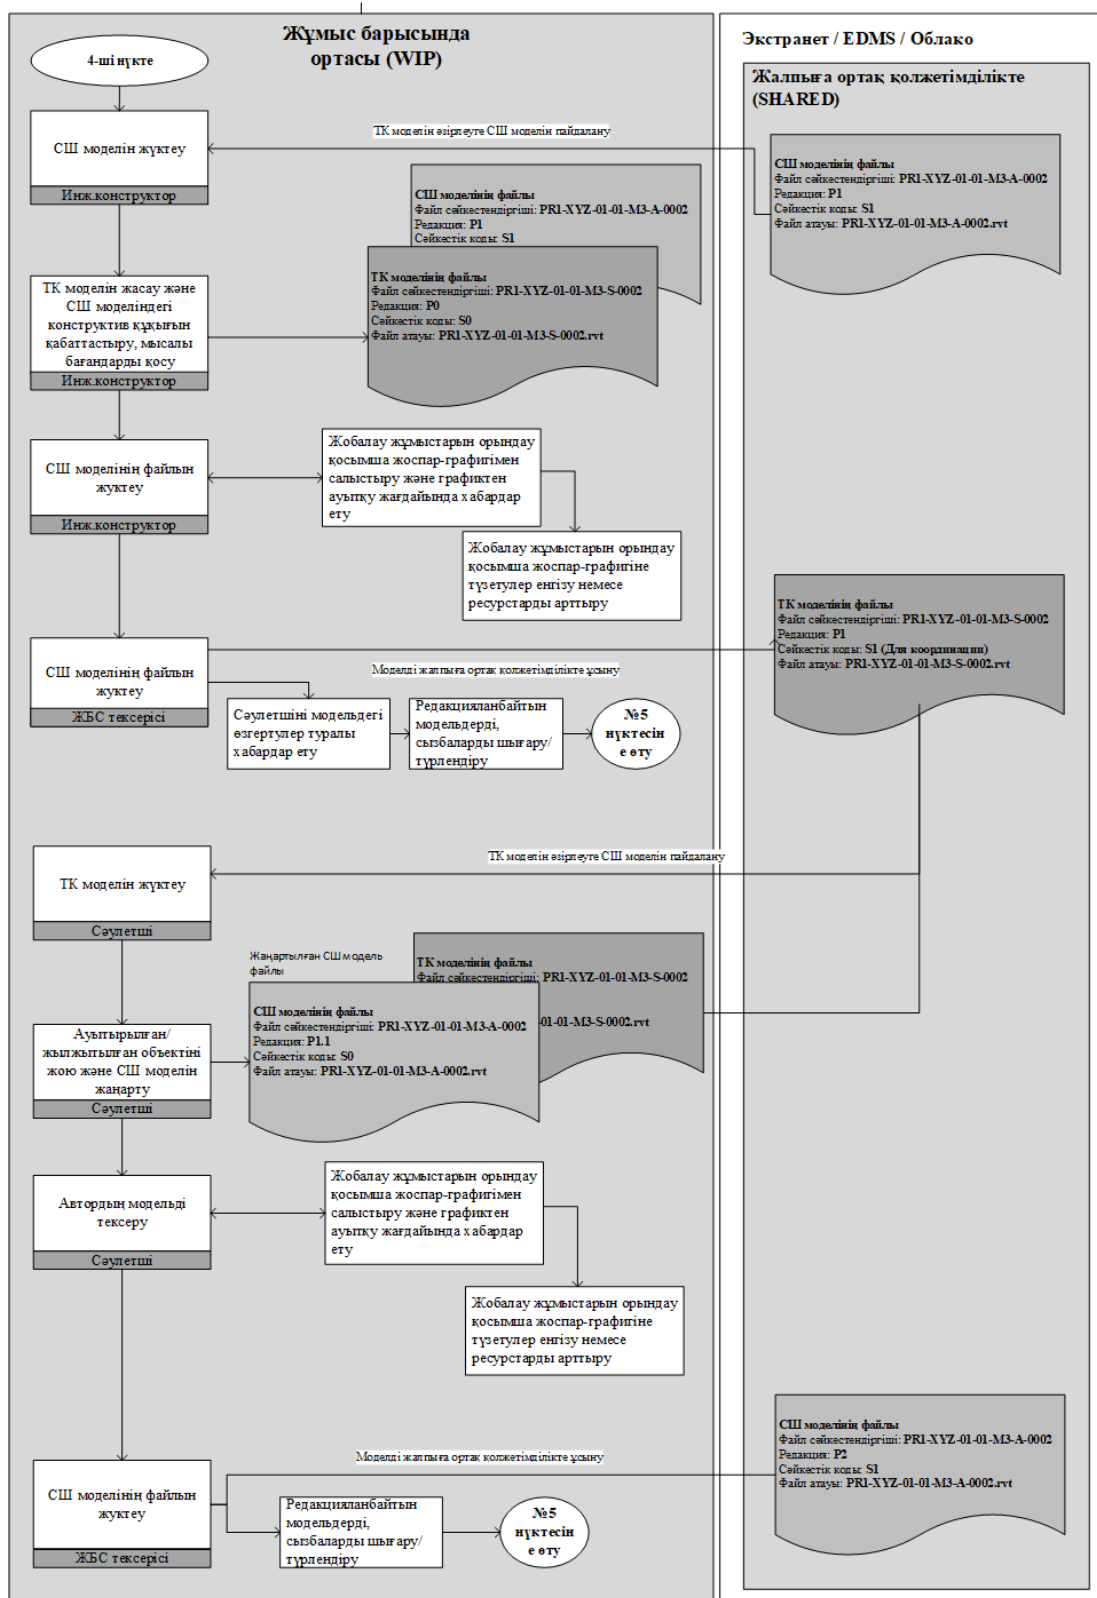 Жұмыс барысында
ортасы (WIP)
Экстранет / EDMS / Облако
Жалпыға ортақ қолжетімділікте
(SHARED)
4-ші нүкте
СШ моделін жүктеу
Инж.конструктор
ТК моделін әзірлеуге СШ моделін пайдалану
СШ моделінің файлы
Файл сәйкестендіргіші: PR1-XYZ-01-01-M3-A-0002
Редакция: P1
Сәйкестік коды: S1
Файл атауы: PR1-XYZ-01-01-M3-A-0002.rvt
СШ моделінің файлы
Файл сәйкестендіргіші: PR1-XYZ-01-01-M3-A-0002
Редакция: P1
Сәйкестік коды: S1
ТК моделінің файлы
Файл сәйкестендіргіші: PR1-XYZ-01-01-M3-S-0002
Редакция: P0
Сәйкестік коды: S0
Файл атауы: PR1-XYZ-01-01-M3-S-0002.rvt
ТК моделін жасау және
СШ моделіндегі
конструктив құқығын
қабаттастыру, мысалы
бағандарды қосу
Инж.конструктор
СШ моделінің файлын
жүктеу
Инж.конструктор
Жобалау жұмыстарын орындау
қосымша жоспар-графигімен
салыстыру және графиктен
ауытқу жағдайында хабардар
ету
Жобалау жұмыстарын орындау
қосымша жоспар-графигіне
түзетулер енгізу немесе
ресурстарды арттыру
ТК моделінің файлы
Файл сәйкестендіргіші: PR1-XYZ-01-01-M3-S-0002
Редакция: P1
Сәйкестік коды: S1 (Для координации)
Файл атауы: PR1-XYZ-01-01-M3-S-0002.rvt
СШ моделінің файлын
жүктеу
ЖБС тексерісі
Моделді жалпыға ортақ қолжетімділікте ұсыну
Сәулетшіні модельдегі
өзгертулер туралы
хабардар ету
Редакцияланбайтын
модельдерді,
сызбаларды шығару/
түрлендіру
№5
нүктесін
е өту
ТК моделін әзірлеуге СШ моделін пайдалану
ТК моделін жүктеу
Сәулетші
Жаңартылған СШ модель
файлы
ТК моделінің файлы
Файл сәйкестендіргіші: PR1-XYZ-01-01-M3-S-0002
-01-01-M3-S-0002.rvt
СШ моделінің файлы
Файл сәйкестендіргіші: PR1-XYZ-01-01-M3-A-0002
Редакция: P1.1
Сәйкестік коды: S0
Файл атауы: PR1-XYZ-01-01-M3-A-0002.rvt
Ауытырылған/
жылжытылған объектіні
жою және СШ моделін
жаңарту
Сәулетші
Автордың модельді
тексеру
Сәулетші
Жобалау жұмыстарын орындау
қосымша жоспар-графигімен
салыстыру және графиктен
ауытқу жағдайында хабардар
ету
Жобалау жұмыстарын орындау
қосымша жоспар-графигіне
түзетулер енгізу немесе
ресурстарды арттыру
СШ моделінің файлы
Файл сәйкестендіргіші: PR1-XYZ-01-01-M3-A-0002
Редакция: P2
Сәйкестік коды: S1
Файл атауы: PR1-XYZ-01-01-M3-A-0002.rvt
Моделді жалпыға ортақ қолжетімділікте ұсыну
СШ моделінің файлын
жүктеу
ЖБС тексерісі
Редакцияланбайтын
модельдерді,
сызбаларды шығару/
түрлендіру
№5
нүктесін
е өту